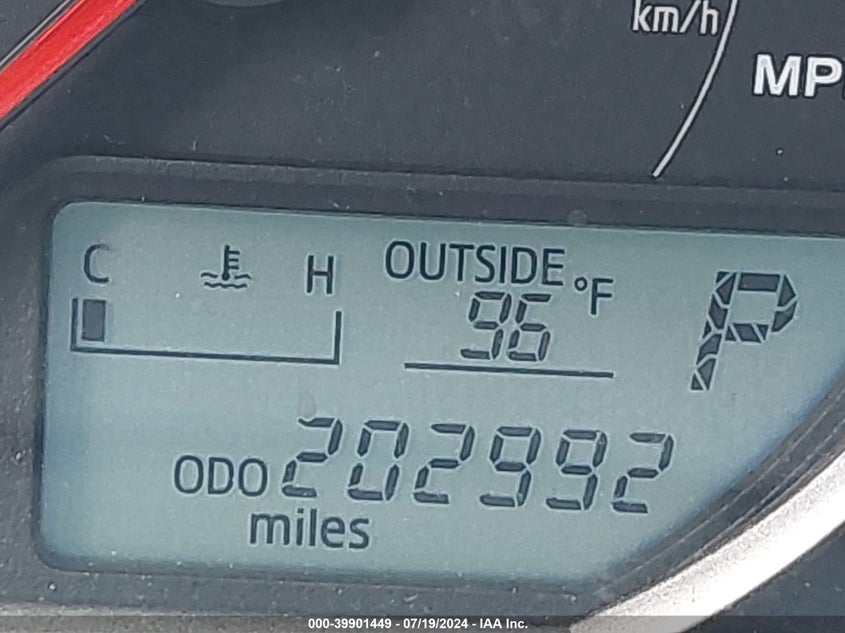 km/h
MP
C H OUTSIDE °F P
96
ODO 202992
miles
000-39901449 - 07/19/2024 - IAA Inc.